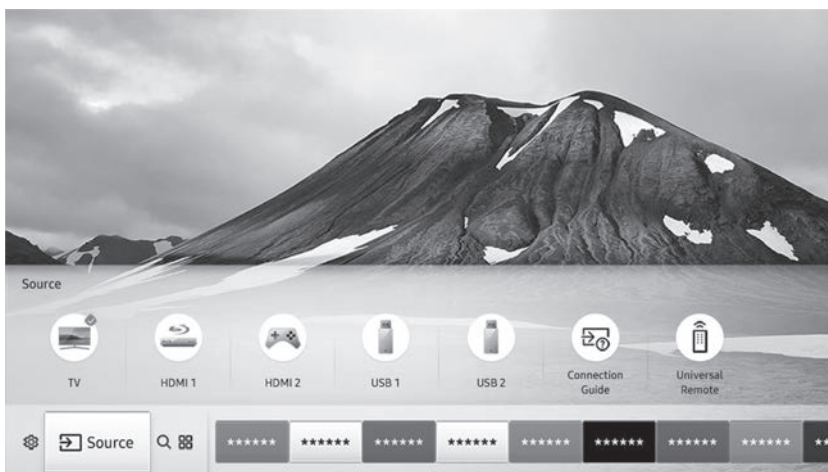 Source
TV
HDMI 1
HDMI 2
USB 1
USB 2
Connection
Guide
Universal
Remote
Source
****** ****** ****** ****** ****** ****** ****** ****** **